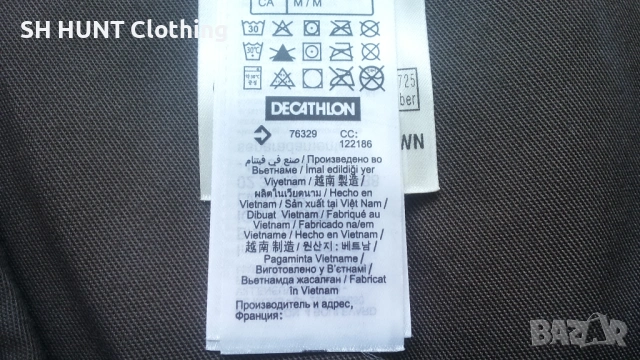 SH HUNT Clothing
CA M / M
30
30°C
DECATHLON
76329 CC:
122186
725
ber
WN
صنع في فيتنام / Произведено во
Виетнаме / İmal edildiği yer
Viyetnam / 越南製造 /
ผลิตในเวียดนาม / Hecho en
Vietnam / Sản xuất tại Việt Nam /
Dibuat Vietnam / Fabriqué au
Vietnam / Fabricado na/em
Vietname / Hecho en Vietnam /
越南制造 / 원산지: 베트남 /
Pagaminta Vietname /
Виготовлено у В'єтнамі /
Вьетнамда жасалған / Fabricat
în Vietnam
Производитель и адрес,
Франция:
BAZAR
.bg